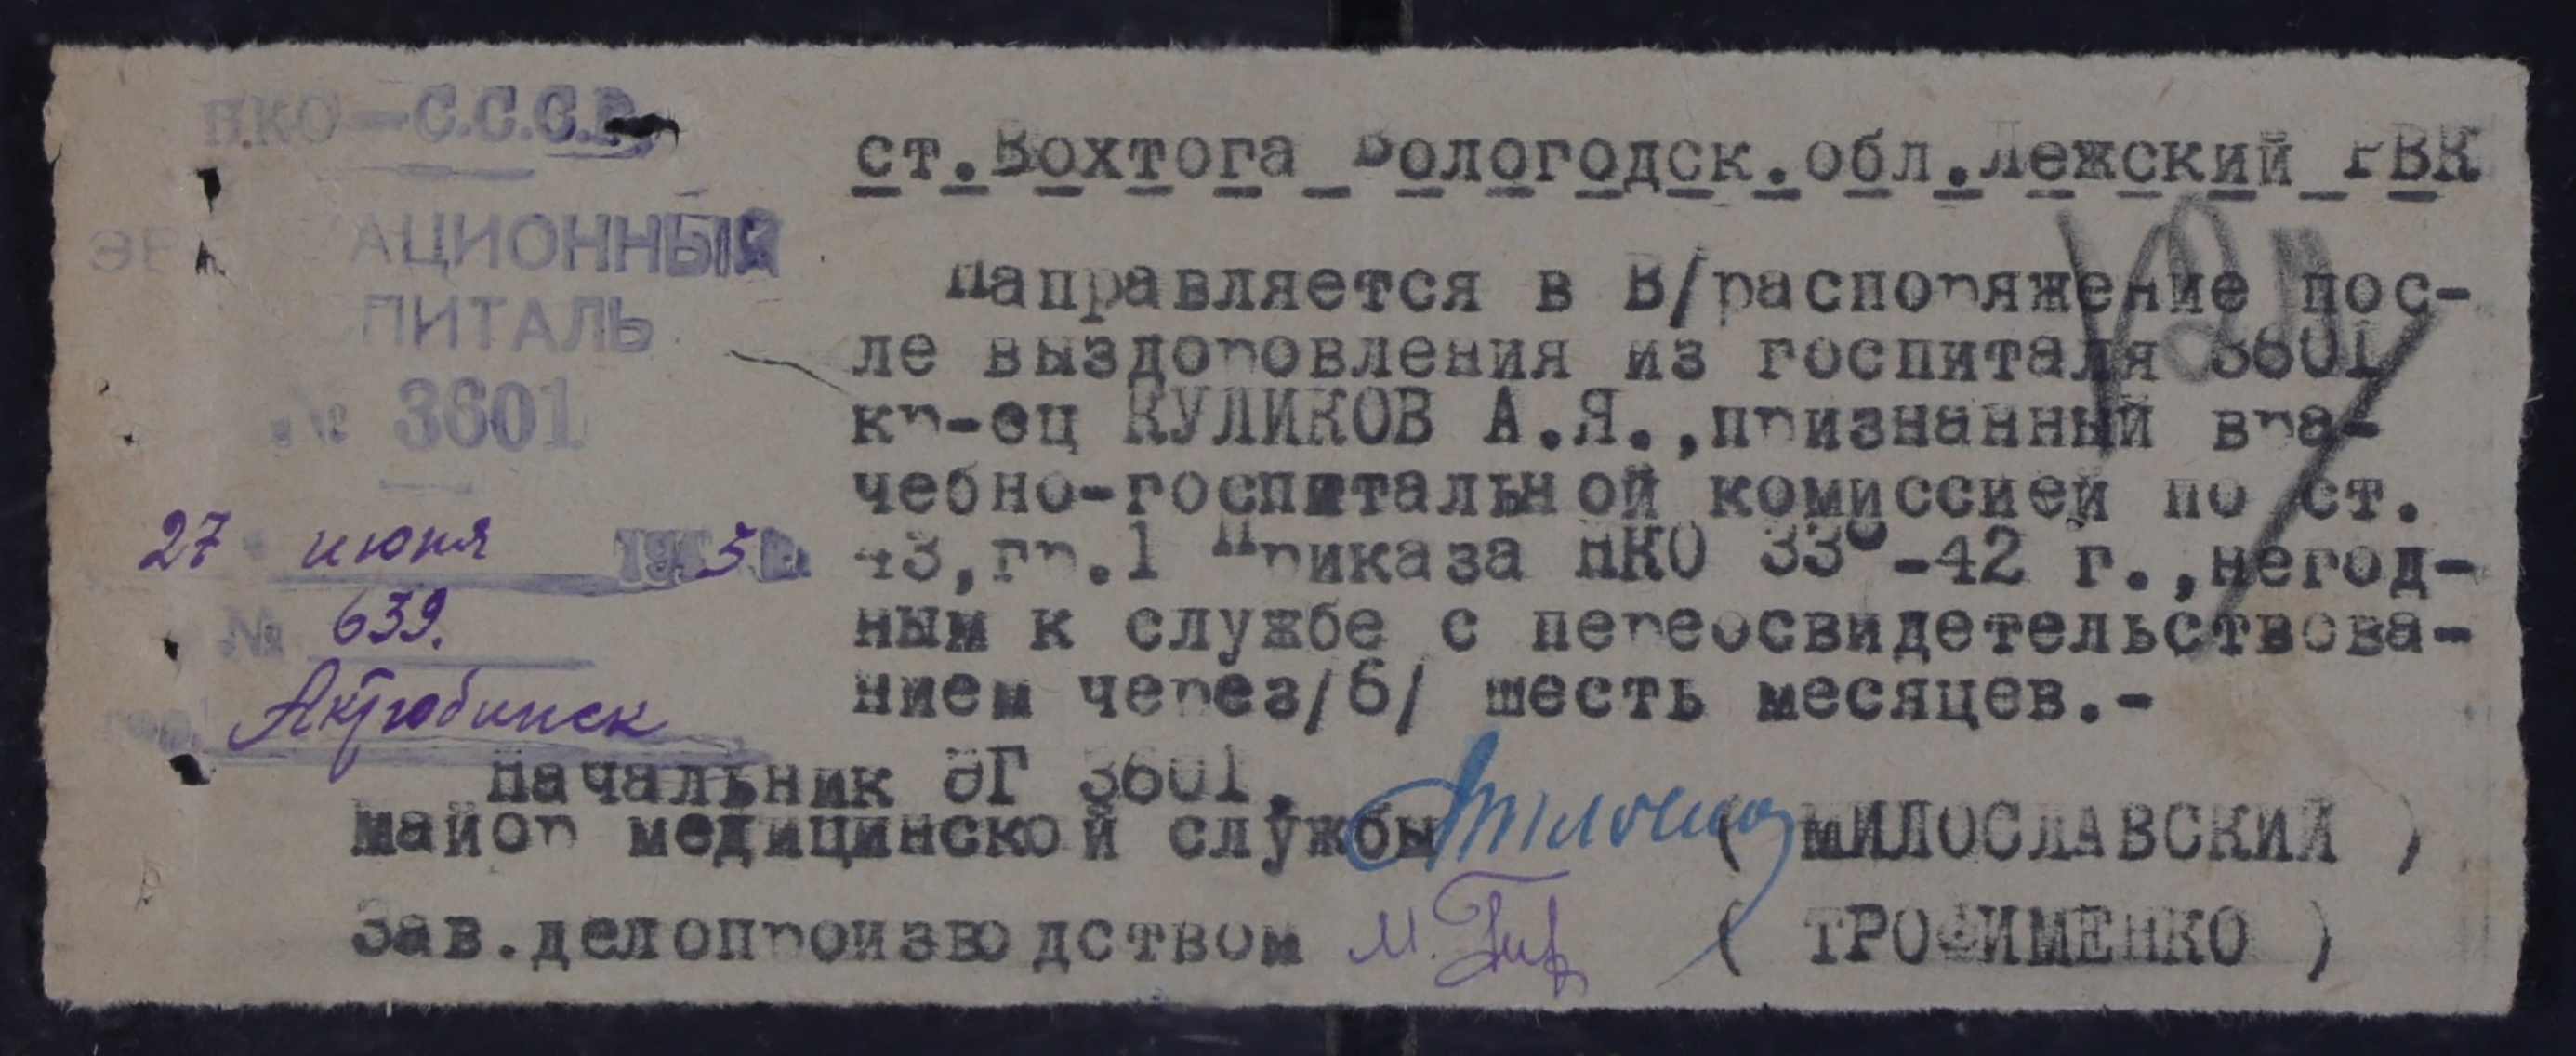 НКО-С.С.С.Р.
ЭВАКУАЦИОННЫЙ
ГОСПИТАЛЬ
№ 3601
27 июня 1943 г.
№ 639.
гор. Актюбинск
ст.Вохтога Вологодск.обл.Лежский РВК
Направляется в В/распоряжение пос-
ле выздоровления из госпиталя 3601
кр-ец КУЛИКОВ А.Я.,признанный вра-
чебно-госпитальной комиссией по ст.
43,гр.1 Приказа НКО 336-42 г.,негод-
ным к службе с переосвидетельствова-
нием через/6/ шесть месяцев.-
Начальник ЭГ 3601,
майор медицинской службы ( МИЛОСЛАВСКИЙ )
Зав.делопроизводством ( ТРОФИМЕНКО )